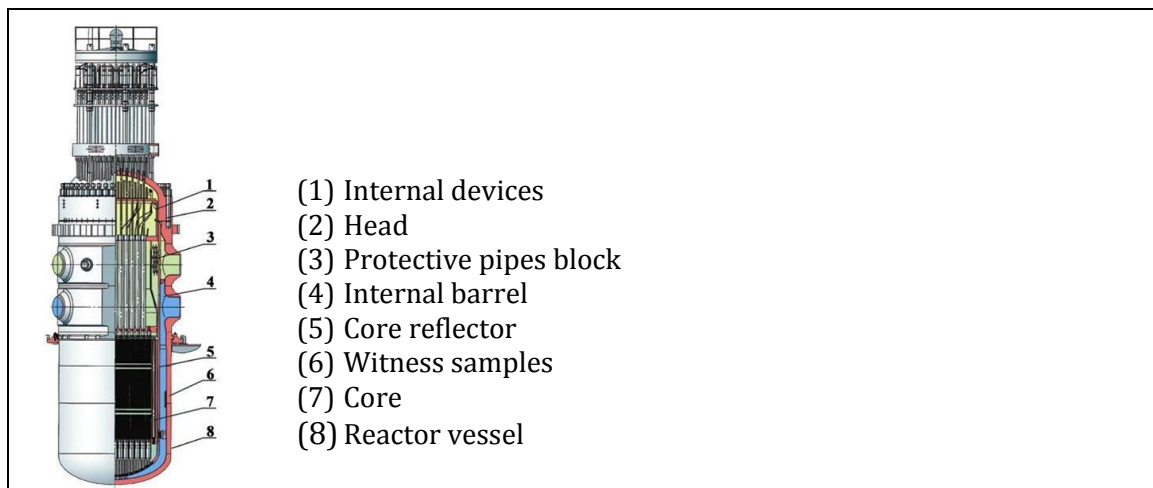 1
2
3
4
5
6
7
8
(1) Internal devices
(2) Head
(3) Protective pipes block
(4) Internal barrel
(5) Core reflector
(6) Witness samples
(7) Core
(8) Reactor vessel